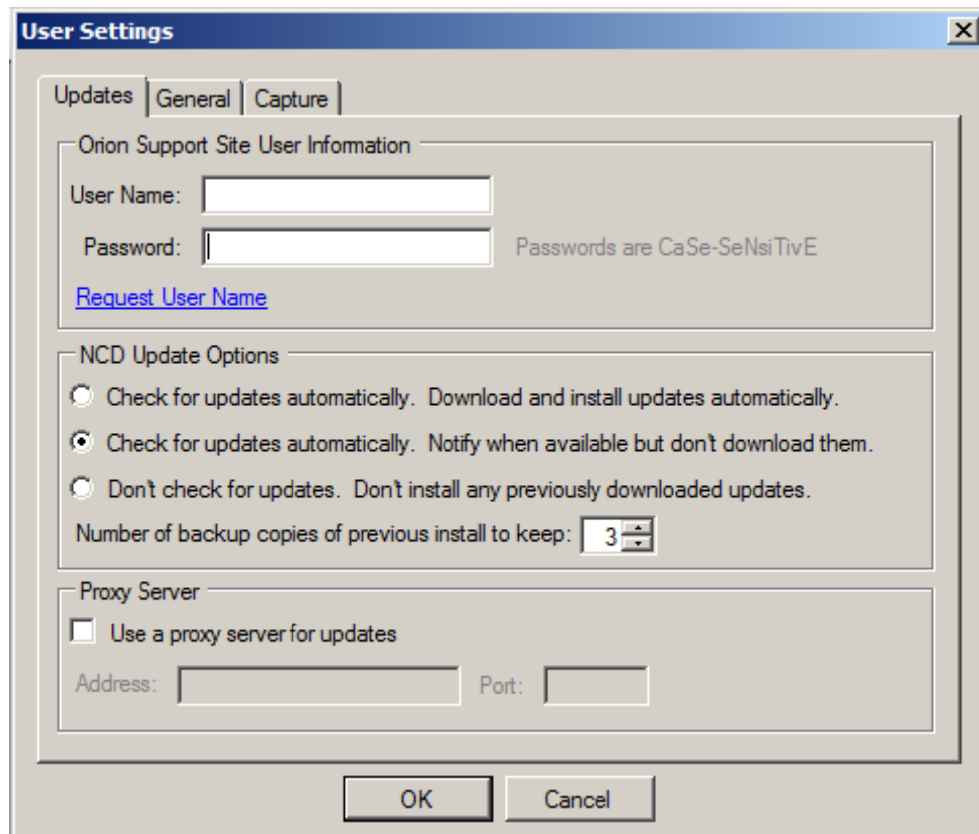 User Settings
Updates General Capture
Orion Support Site User Information
User Name:
Password: Passwords are CaSe-SeNsiTivE
Request User Name
NCD Update Options
Check for updates automatically. Download and install updates automatically.
Check for updates automatically. Notify when available but don't download them.
Don't check for updates. Don't install any previously downloaded updates.
Number of backup copies of previous install to keep: 3
Proxy Server
Use a proxy server for updates
Address: Port:
OK Cancel